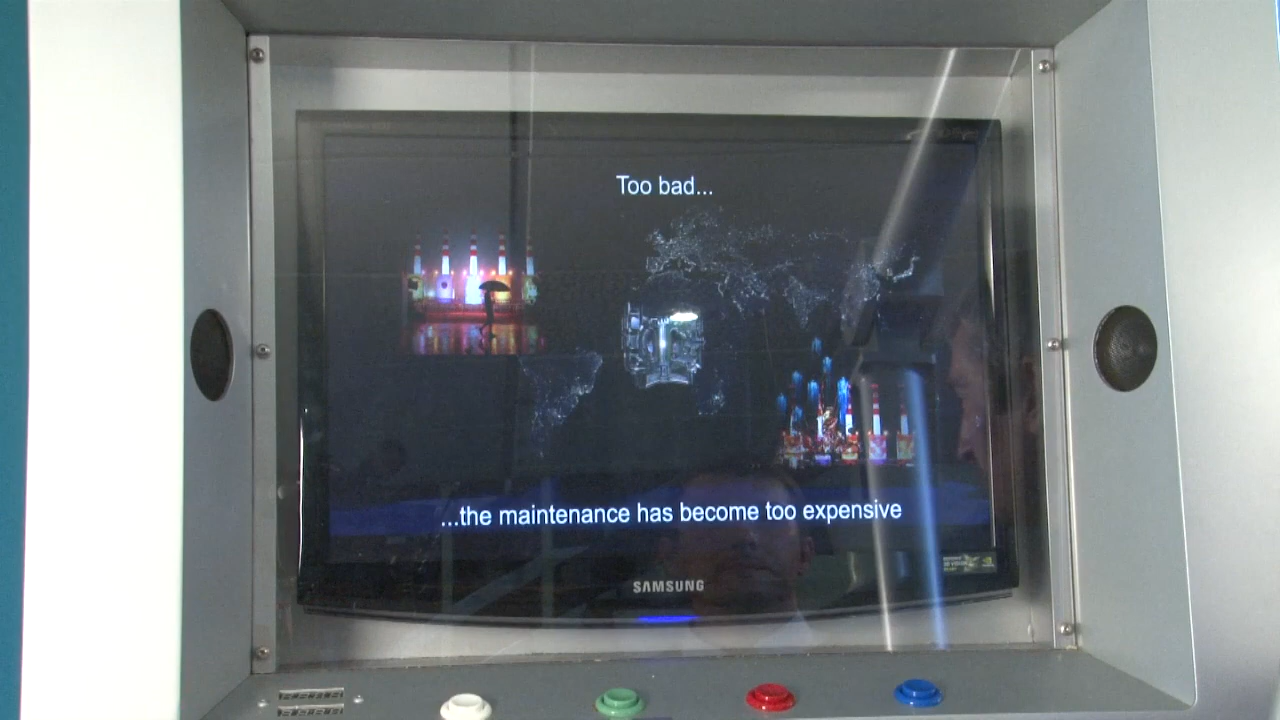 Too bad...
...the maintenance has become too expensive
SAMSUNG